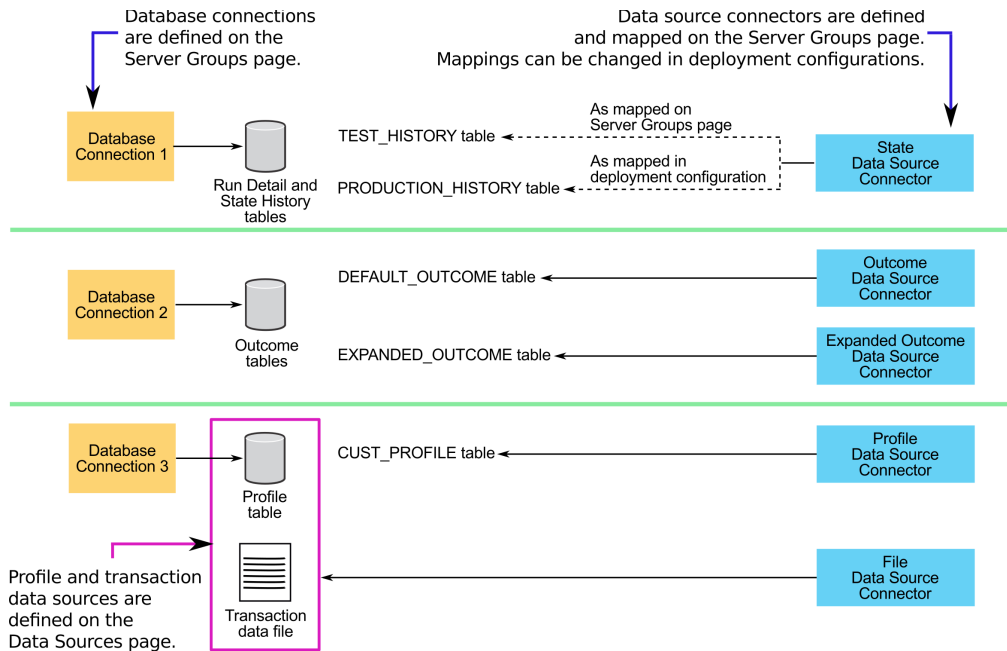 Database connections
are defined on the
Server Groups page.
Data source connectors are defined
and mapped on the Server Groups page.
Mappings can be changed in deployment configurations.
Database
Connection 1
Run Detail and
State History
tables
TEST_HISTORY table
As mapped on
Server Groups page
PRODUCTION_HISTORY table
As mapped in
deployment configuration
State
Data Source
Connector
Database
Connection 2
Outcome
tables
DEFAULT_OUTCOME table
Outcome
Data Source
Connector
EXPANDED_OUTCOME table
Expanded Outcome
Data Source
Connector
Database
Connection 3
Profile
table
CUST_PROFILE table
Profile
Data Source
Connector
Profile and transaction
data sources are
defined on the
Data Sources page.
Transaction
data file
File
Data Source
Connector